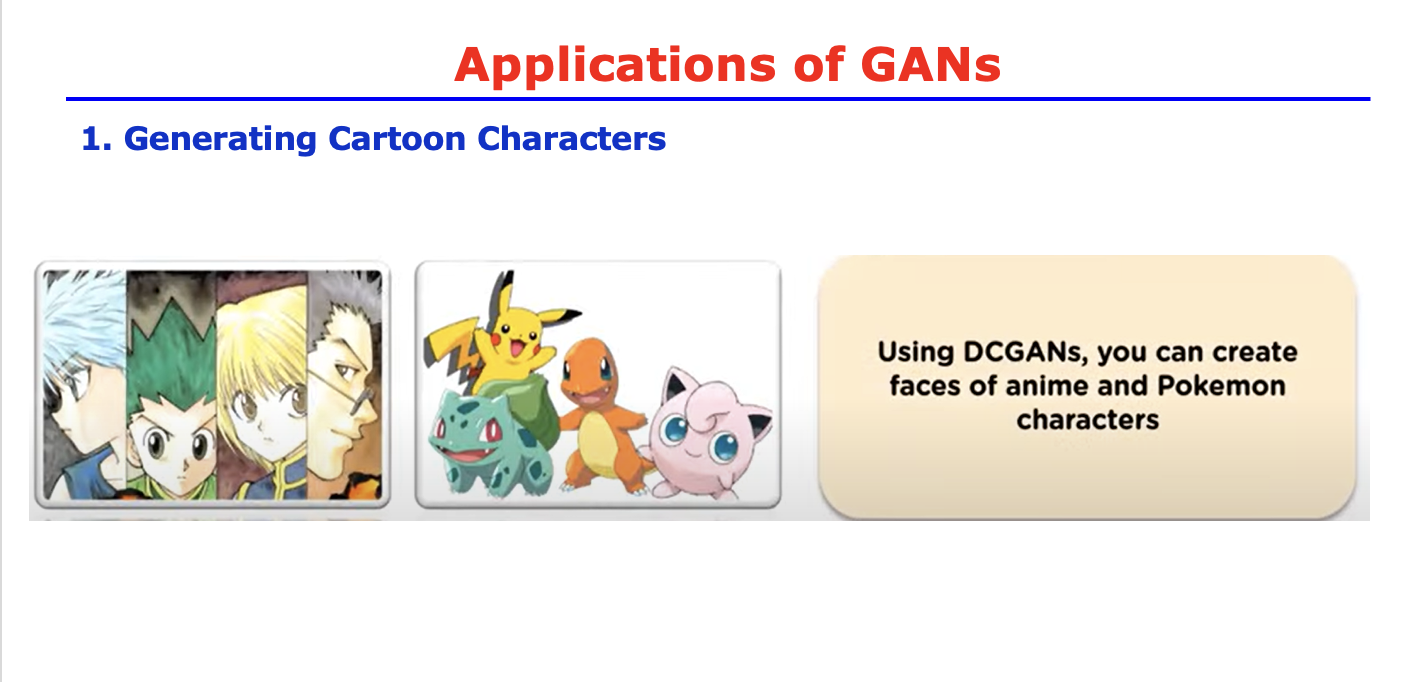 Applications of GANs
1. Generating Cartoon Characters
Using DCGANs, you can create
faces of anime and Pokemon
characters